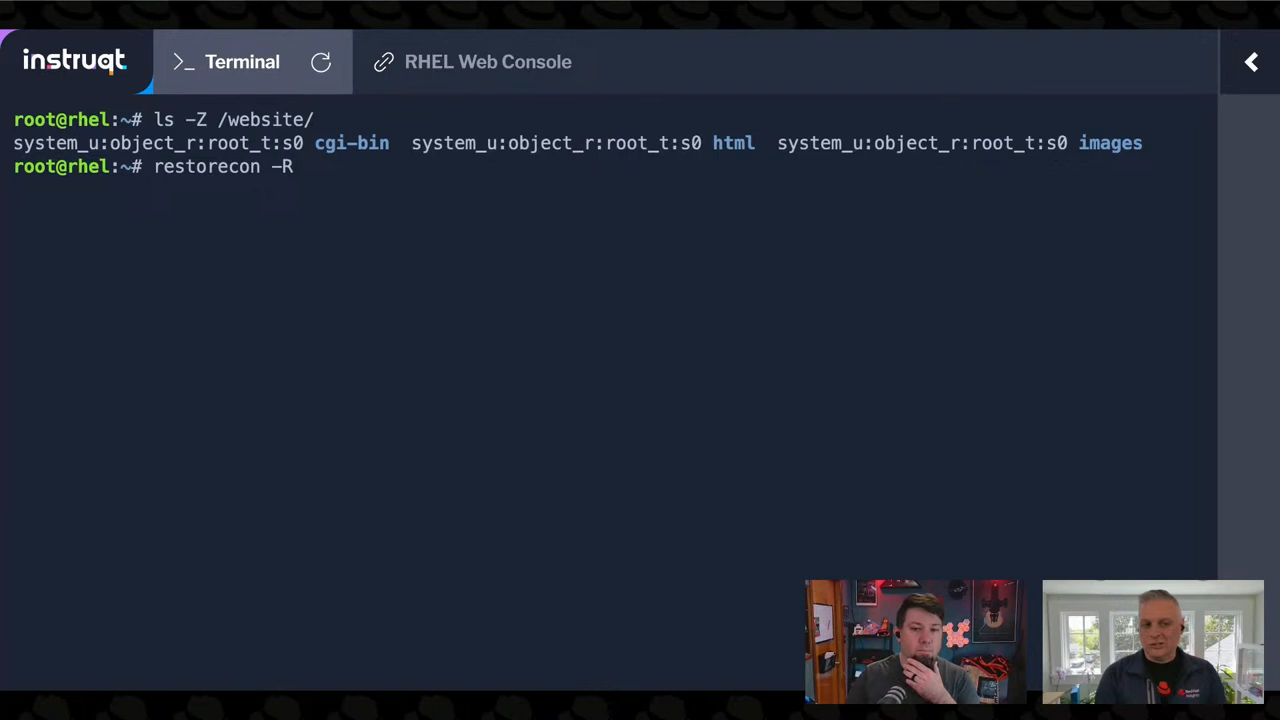 instruqt
>_ Terminal
RHEL Web Console
root@rhel:~# ls -Z /website/
system_u:object_r:root_t:s0 cgi-bin  system_u:object_r:root_t:s0 html  system_u:object_r:root_t:s0 images
root@rhel:~# restorecon -R